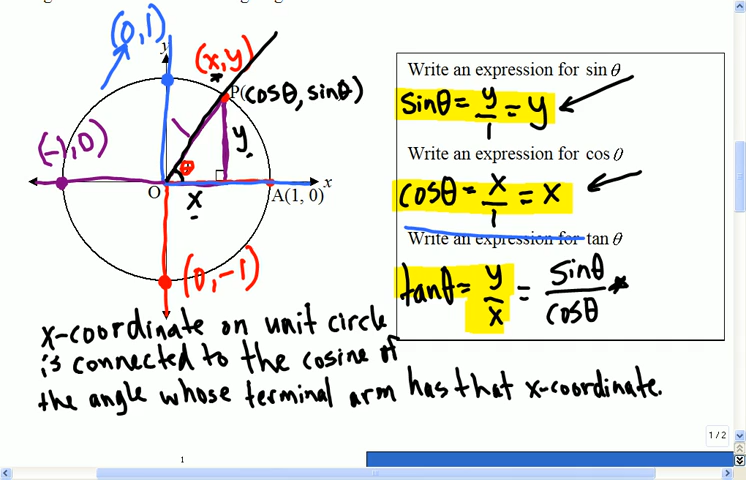 (0,1)
y
(x,y)
P(cosθ, sinθ)
(-1,0)
θ
y
O
x
x
A(1, 0)
(0,-1)
Write an expression for sin θ
sinθ = y/1 = y
Write an expression for cos θ
cosθ = x/1 = x
Write an expression for tan θ
tanθ = y/x = sinθ/cosθ *
x-coordinate on unit circle
is connected to the cosine of
the angle whose terminal arm has that x-coordinate.
1 / 2
1